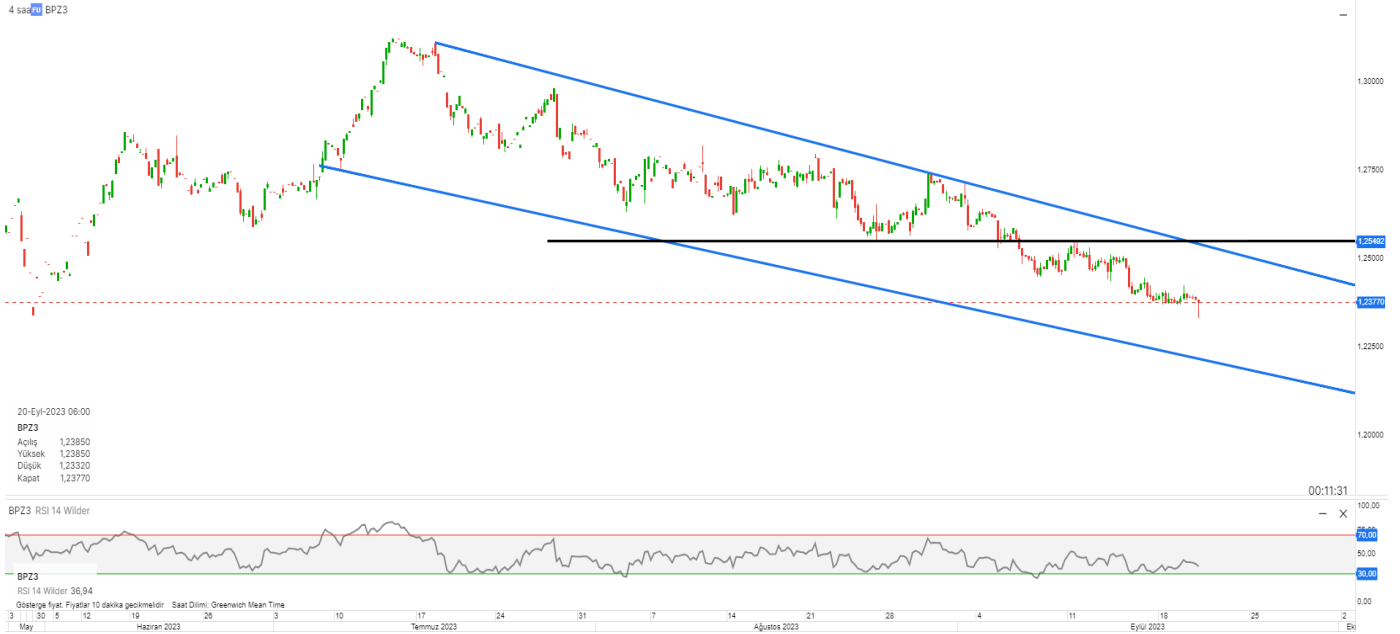 4 saa FU BPZ3
1,30000
1,27500
1,25492
1,25000
1,23770
1,22500
1,20000
20-Eyl-2023 06:00
BPZ3
Açılış 1,23850
Yüksek 1,23850
Düşük 1,23320
Kapat 1,23770
00:11:31
BPZ3 RSI 14 Wilder
100,00
70,00
50,00
30,00
0,00
BPZ3
RSI 14 Wilder 36,94
Gösterge fiyat. Fiyatlar 10 dakika gecikmelidir Saat Dilimi: Greenwich Mean Time
3 30 5 12 19 26 3 10 17 24 31 7 14 21 28 4 11 18 25 2
May Haziran 2023 Temmuz 2023 Ağustos 2023 Eylül 2023 Eki